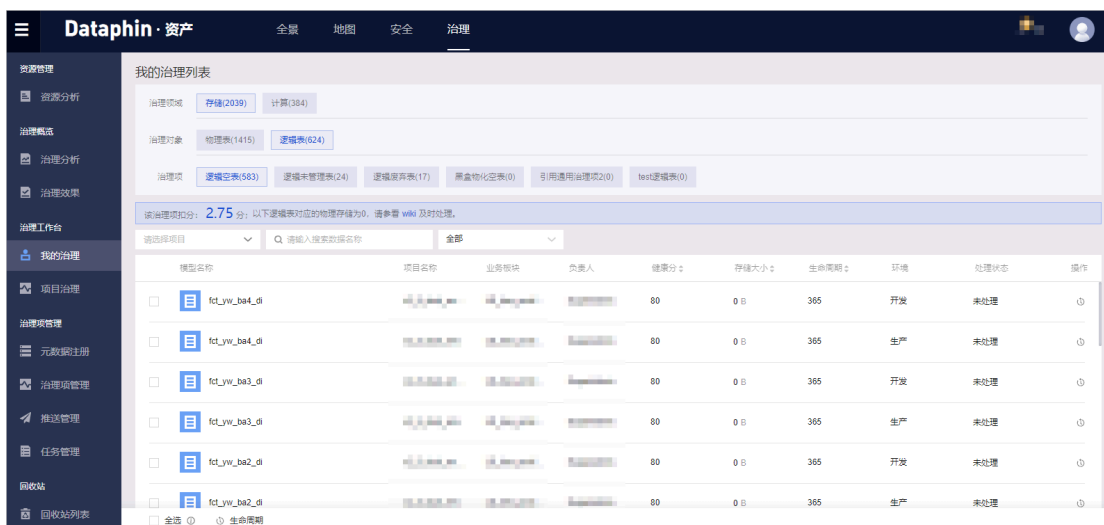 Dataphin · 资产 全景 地图 安全 治理
资源管理
资源分析
治理概览
治理分析
治理效果
治理工作台
我的治理
项目治理
治理项管理
元数据注册
治理项管理
推送管理
任务管理
回收站
回收站列表
我的治理列表
治理领域 存储(2039) 计算(384)
治理对象 物理表(1415) 逻辑表(624)
治理项 逻辑空表(583) 逻辑未管理表(24) 逻辑废弃表(17) 黑盒物化空表(0) 引用通用治理项2(0) test逻辑表(0)
该治理项扣分: 2.75 分; 以下逻辑表对应的物理存储为0, 请参看 wiki 及时处理。
请选择项目 请输入搜索数据名称 全部
模型名称 项目名称 业务板块 负责人 健康分 存储大小 生命周期 环境 处理状态 操作
fct_yw_ba4_di 80 0 B 365 开发 未处理
fct_yw_ba4_di 80 0 B 365 生产 未处理
fct_yw_ba3_di 80 0 B 365 开发 未处理
fct_yw_ba3_di 80 0 B 365 生产 未处理
fct_yw_ba2_di 80 0 B 365 开发 未处理
fct_yw_ba2_di 80 0 B 365 生产 未处理
全选 生命周期